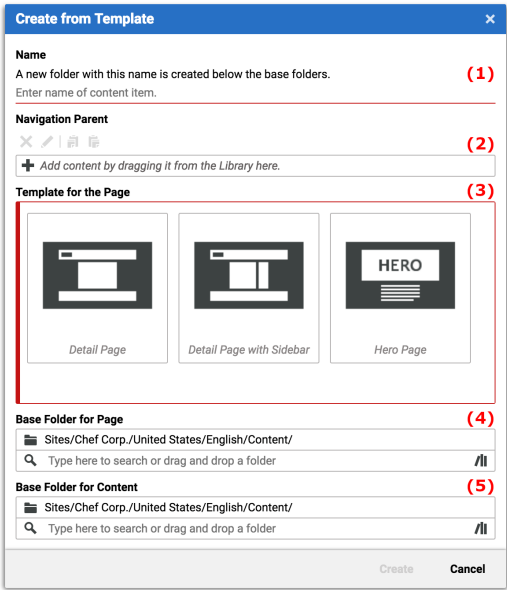 Create from Template
Name
A new folder with this name is created below the base folders.
(1)
Enter name of content item.
Navigation Parent
(2)
Add content by dragging it from the Library here.
Template for the Page
(3)
HERO
Detail Page
Detail Page with Sidebar
Hero Page
Base Folder for Page
(4)
Sites/Chef Corp./United States/English/Content/
Type here to search or drag and drop a folder
Base Folder for Content
(5)
Sites/Chef Corp./United States/English/Content/
Type here to search or drag and drop a folder
Create
Cancel